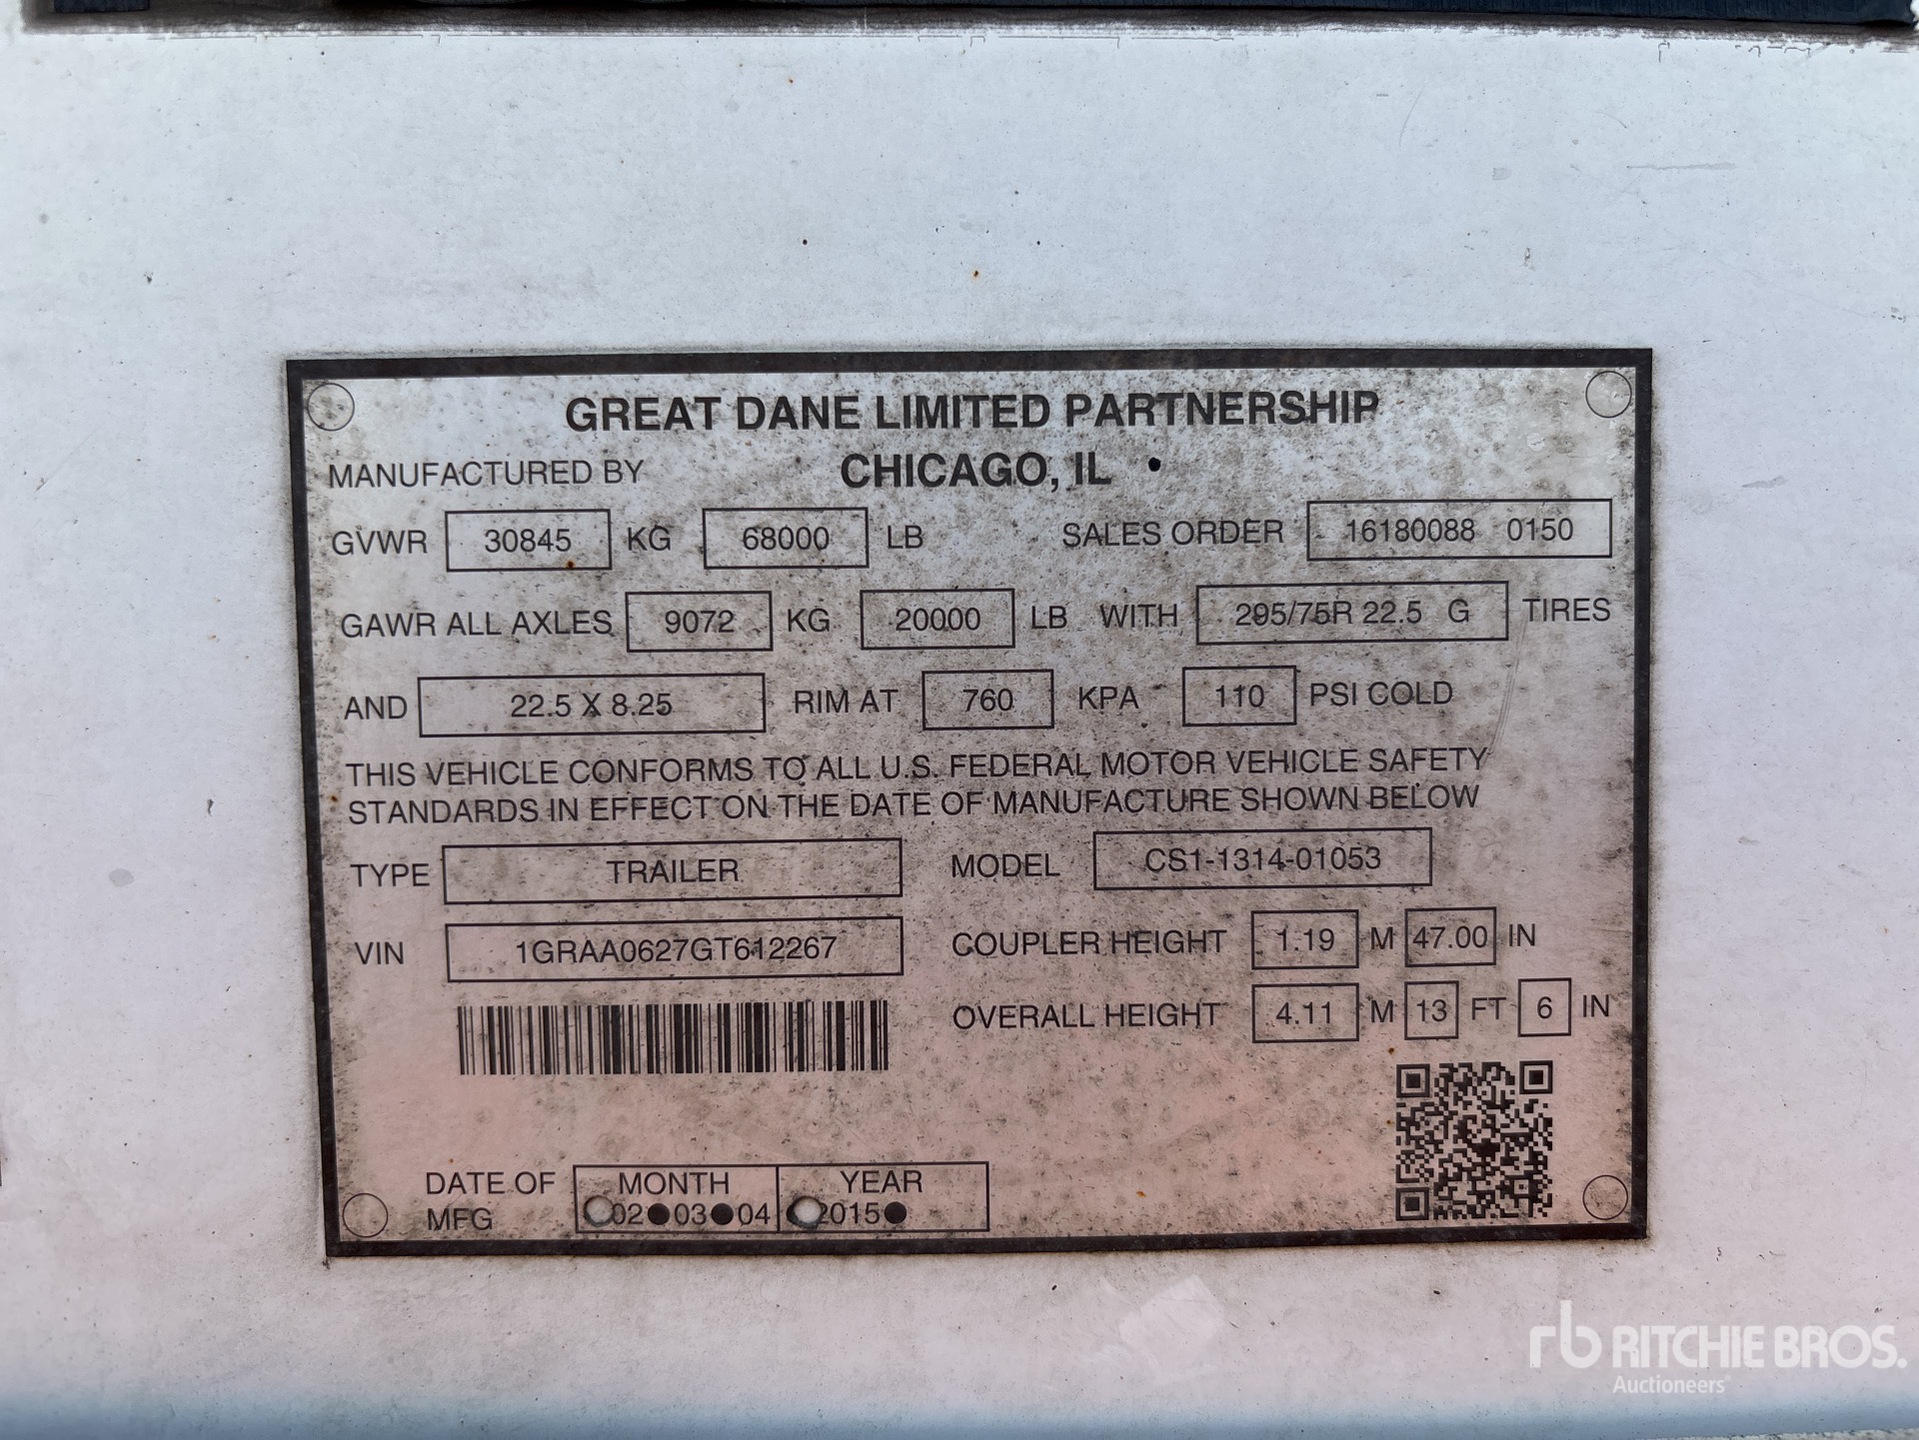 GREAT DANE LIMITED PARTNERSHIP
MANUFACTURED BY CHICAGO, IL
GVWR 30845 KG 68000 LB SALES ORDER 16180088 0150
GAWR ALL AXLES 9072 KG 20000 LB WITH 295/75R 22.5 G TIRES
AND 22.5 X 8.25 RIM AT 760 KPA 110 PSI COLD
THIS VEHICLE CONFORMS TO ALL U.S. FEDERAL MOTOR VEHICLE SAFETY
STANDARDS IN EFFECT ON THE DATE OF MANUFACTURE SHOWN BELOW
TYPE TRAILER MODEL CS1-1314-01053
VIN 1GRAA0627GT612267 COUPLER HEIGHT 1.19 M 47.00 IN
OVERALL HEIGHT 4.11 M 13 FT 6 IN
DATE OF MONTH YEAR
MFG 02 03 04 2015
rb RITCHIE BROS.
Auctioneers